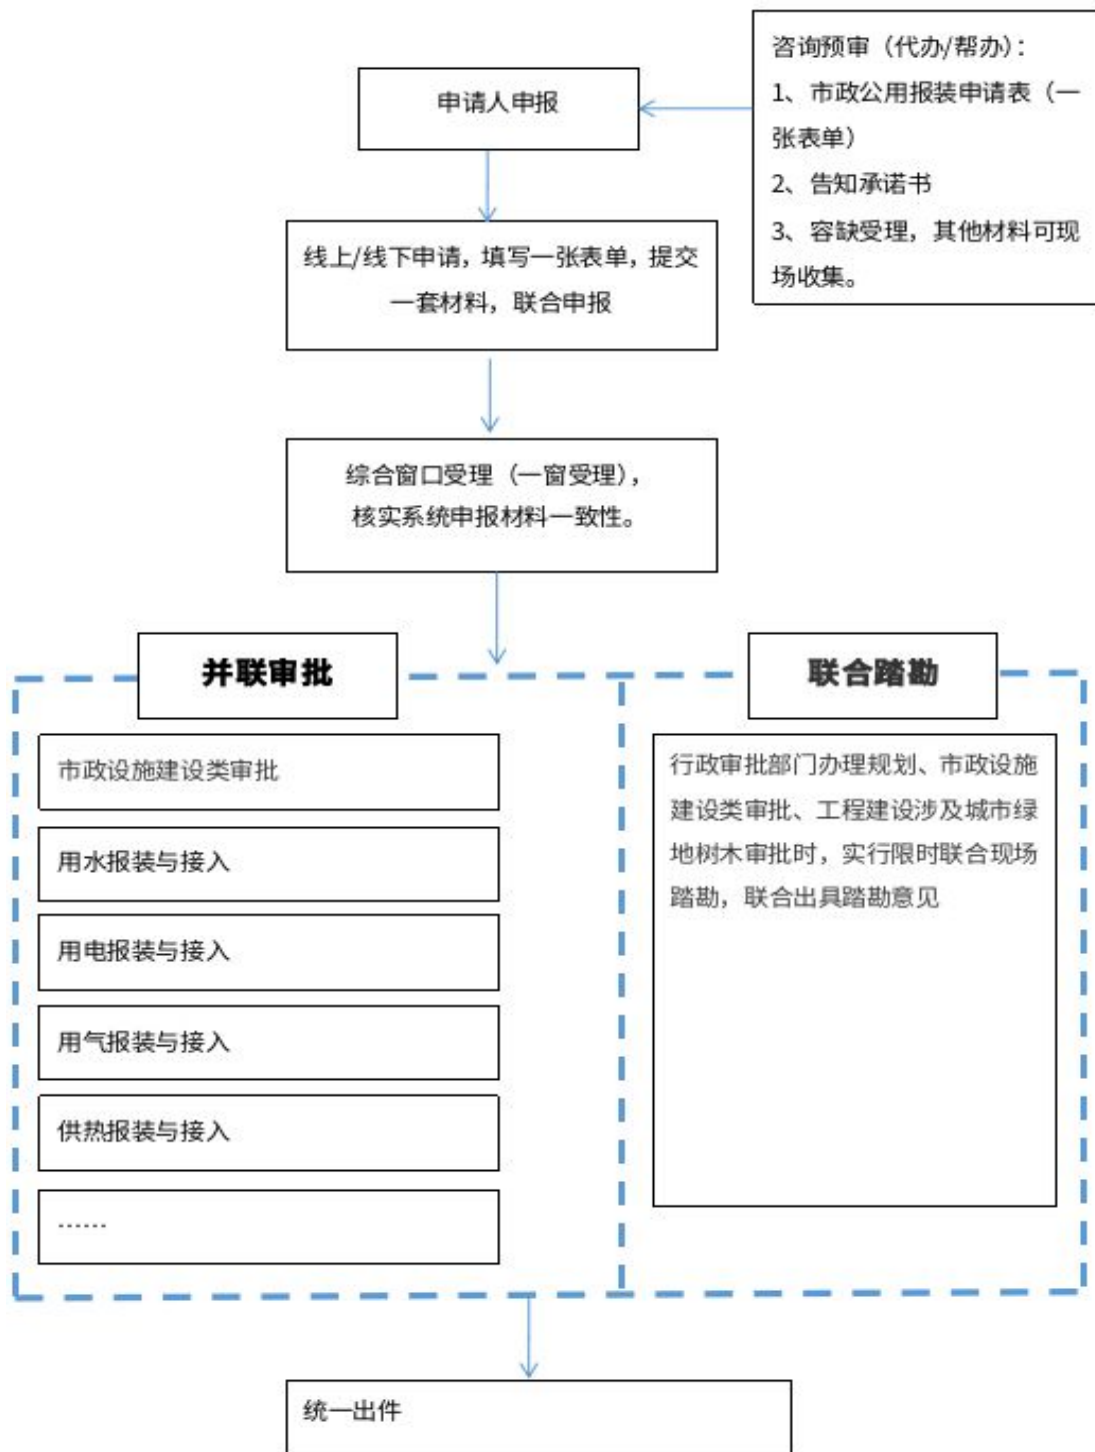 咨询预审（代办/帮办）：
1、市政公用报装申请表（一
张表单）
2、告知承诺书
3、容缺受理，其他材料可现
场收集。
申请人申报
线上/线下申请，填写一张表单，提交
一套材料，联合申报
综合窗口受理（一窗受理），
核实系统申报材料一致性。
并联审批
市政设施建设类审批
用水报装与接入
用电报装与接入
用气报装与接入
供热报装与接入
……
联合踏勘
行政审批部门办理规划、市政设施
建设类审批、工程建设涉及城市绿
地树木审批时，实行限时联合现场
踏勘，联合出具踏勘意见
统一出件